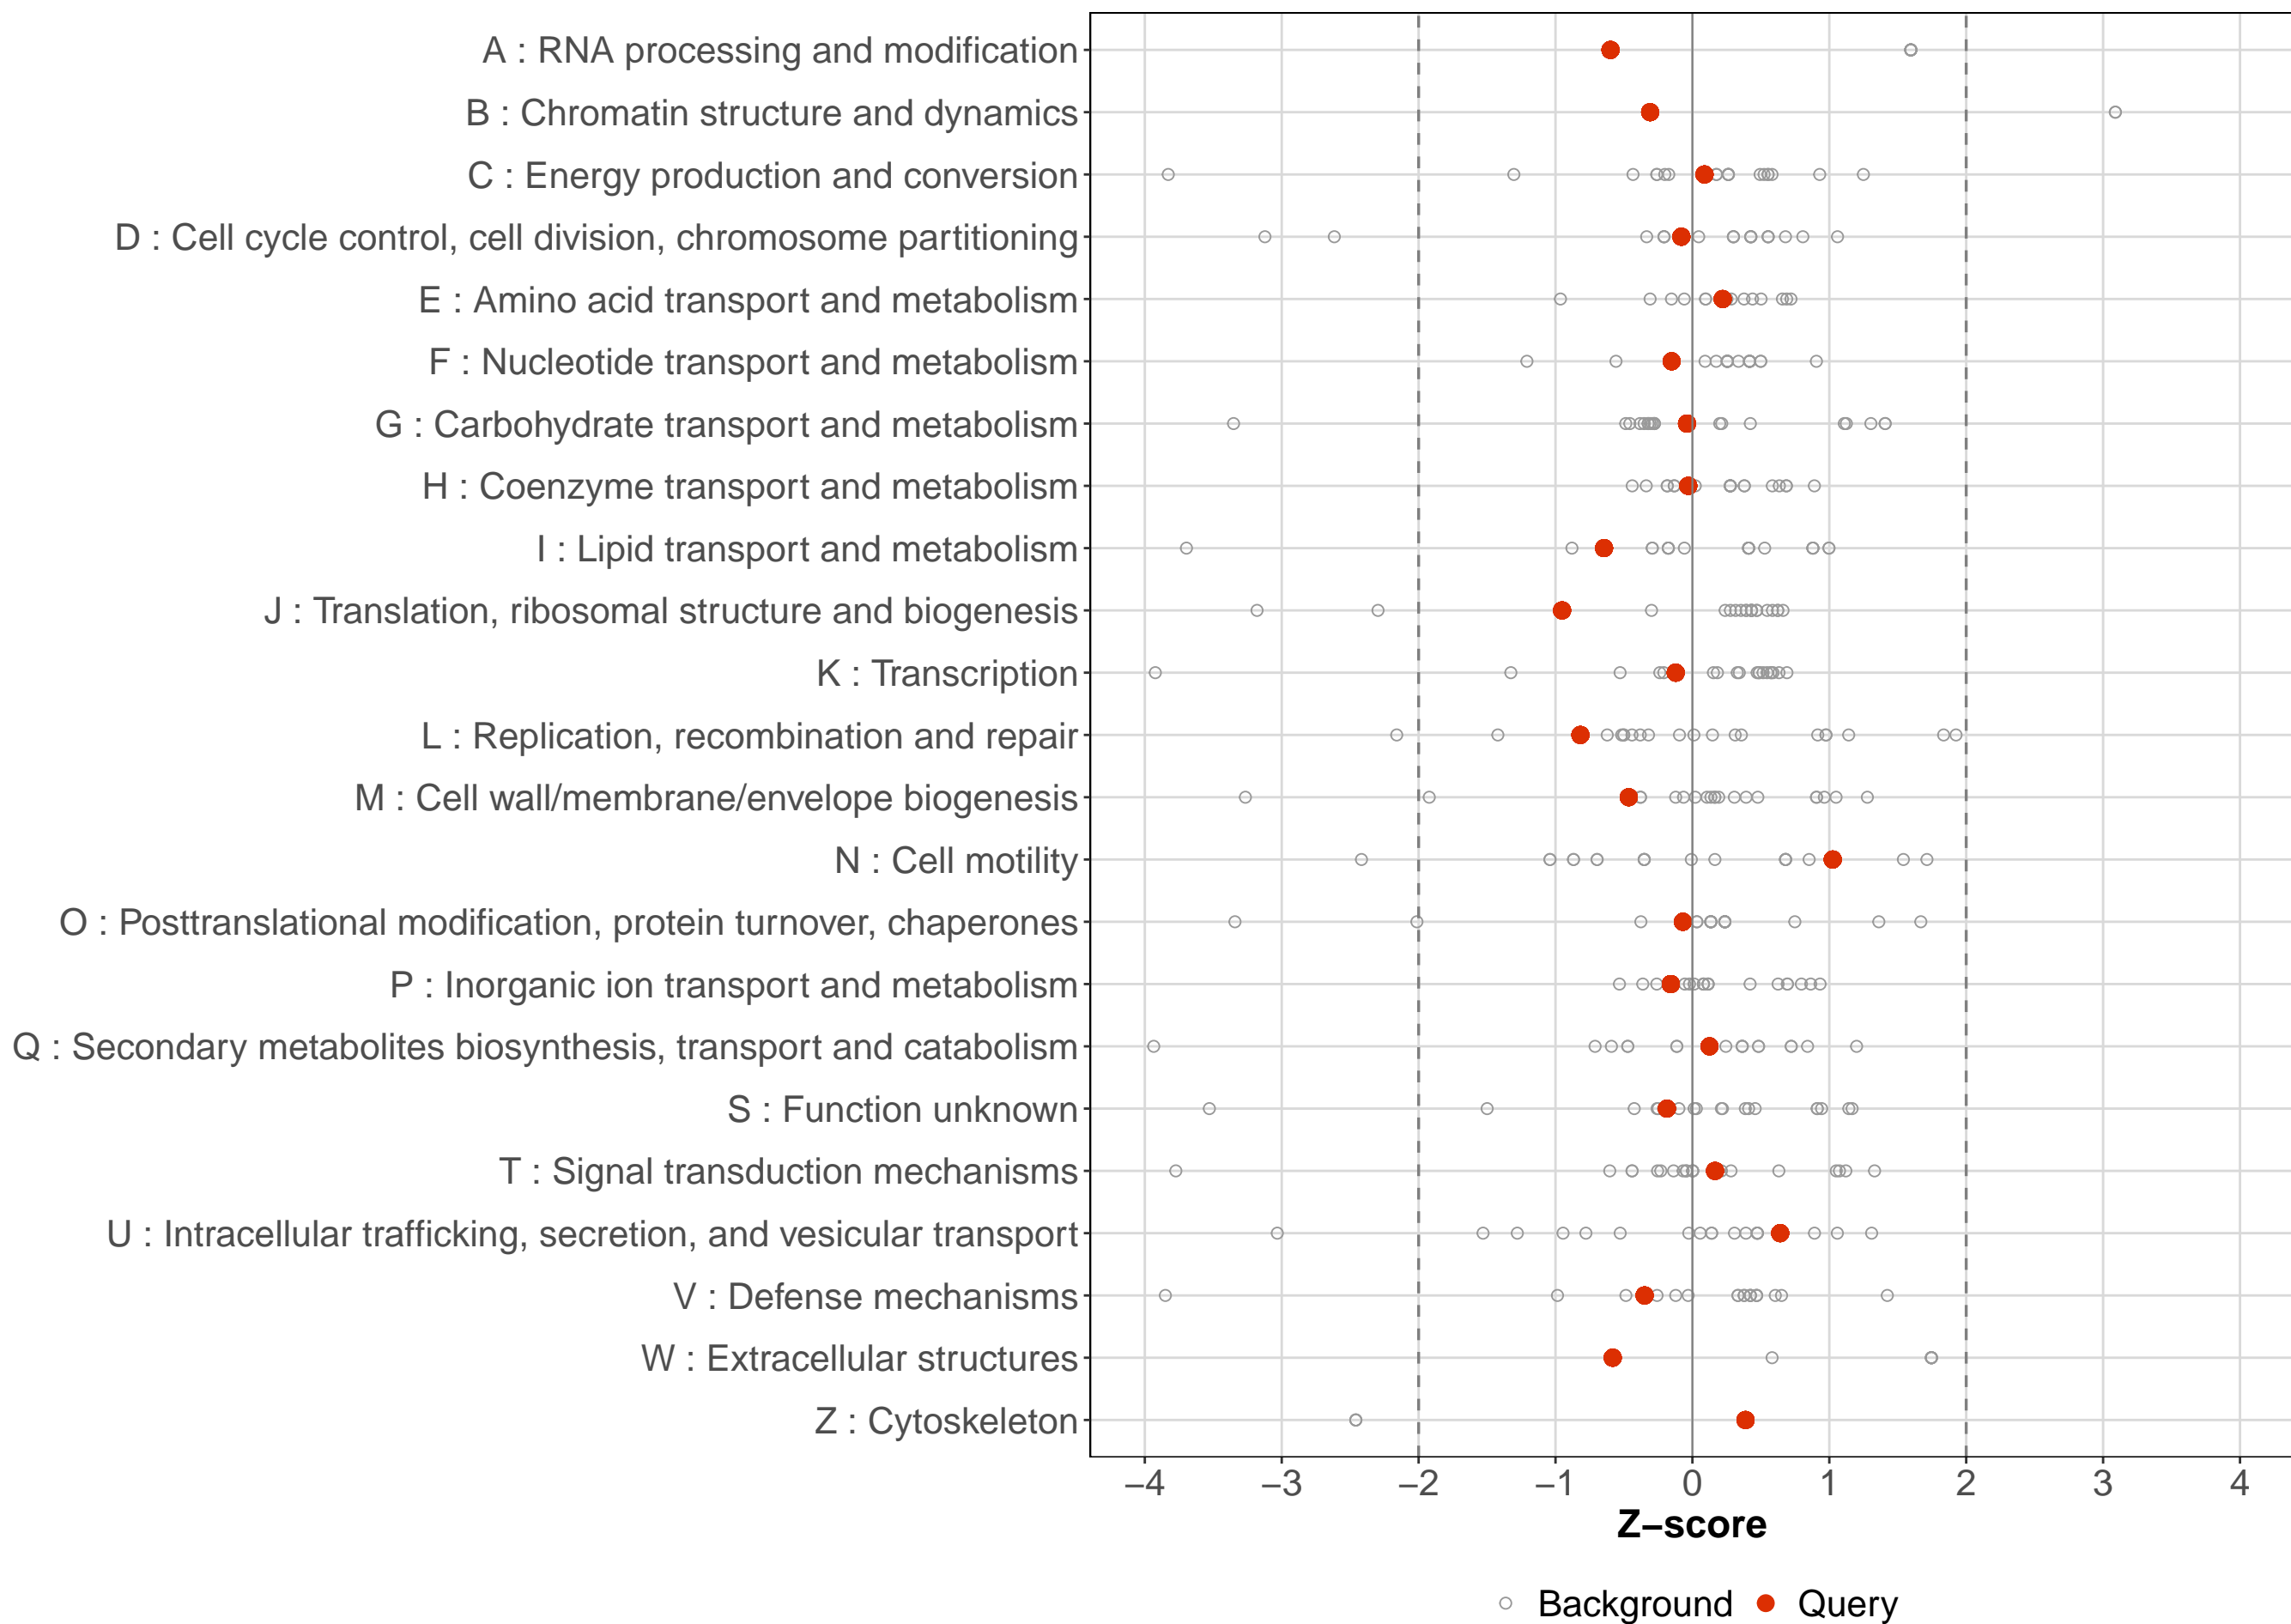 A : RNA processing and modification
B : Chromatin structure and dynamics
C : Energy production and conversion
D : Cell cycle control, cell division, chromosome partitioning
E : Amino acid transport and metabolism
F : Nucleotide transport and metabolism
G : Carbohydrate transport and metabolism
H : Coenzyme transport and metabolism
I : Lipid transport and metabolism
J : Translation, ribosomal structure and biogenesis
K : Transcription
L : Replication, recombination and repair
M : Cell wall/membrane/envelope biogenesis
N : Cell motility
O : Posttranslational modification, protein turnover, chaperones
P : Inorganic ion transport and metabolism
Q : Secondary metabolites biosynthesis, transport and catabolism
S : Function unknown
T : Signal transduction mechanisms
U : Intracellular trafficking, secretion, and vesicular transport
V : Defense mechanisms
W : Extracellular structures
Z : Cytoskeleton
−4 −3 −2 −1 0 1 2 3 4
Z−score
Background Query